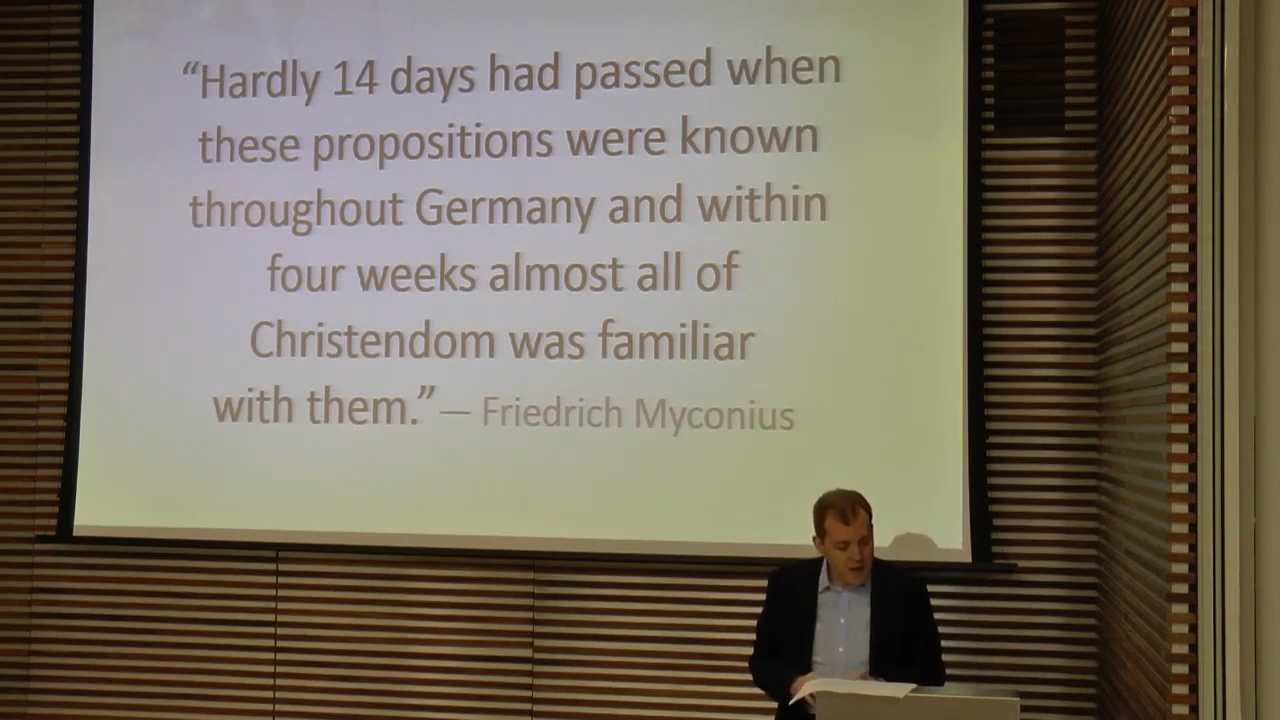 “Hardly 14 days had passed when
these propositions were known
throughout Germany and within
four weeks almost all of
Christendom was familiar
with them.”— Friedrich Myconius